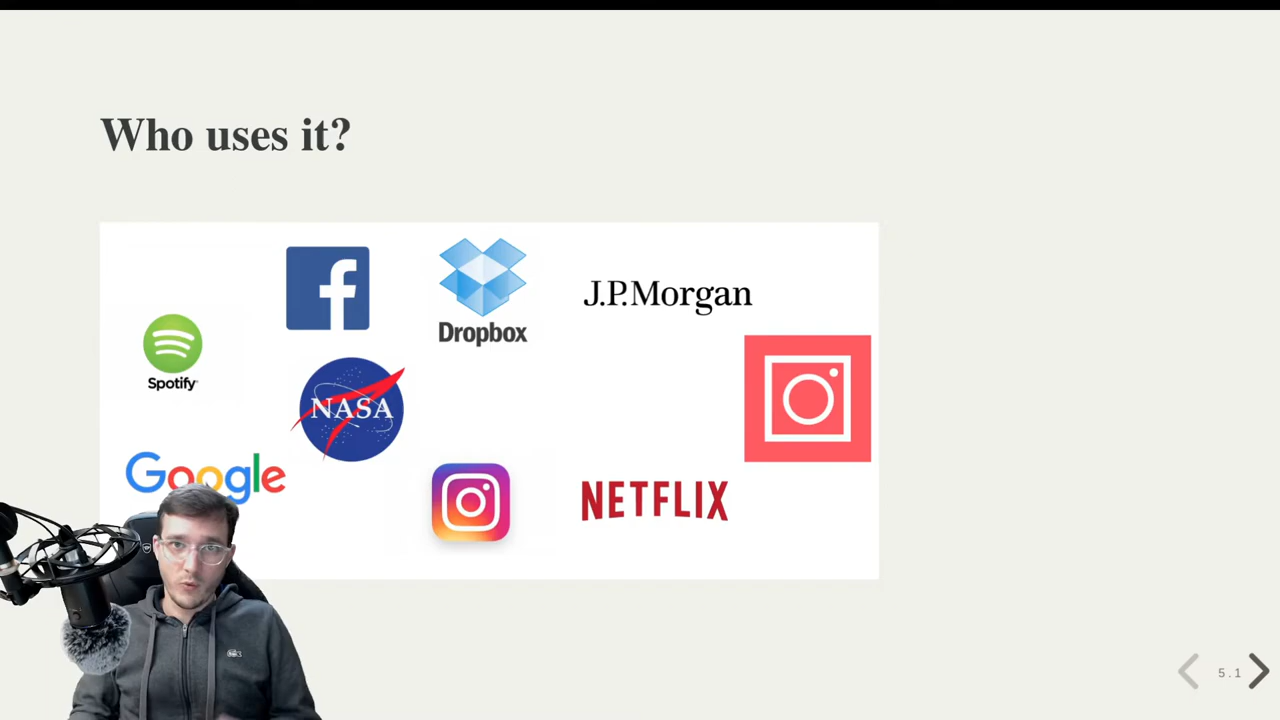 Who uses it?
f
Dropbox
J.P.Morgan
Spotify
NASA
Google
NETFLIX
5.1